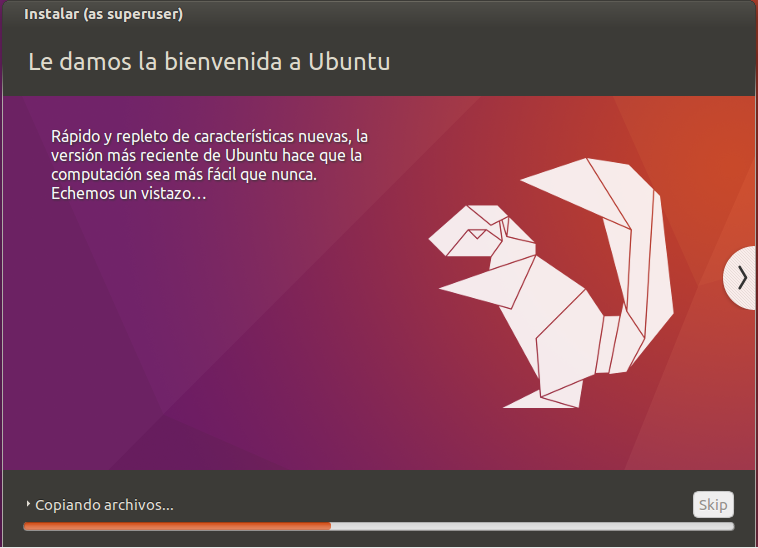 Instalar (as superuser)
Le damos la bienvenida a Ubuntu
Rápido y repleto de características nuevas, la
versión más reciente de Ubuntu hace que la
computación sea más fácil que nunca.
Echemos un vistazo…
Copiando archivos...
Skip